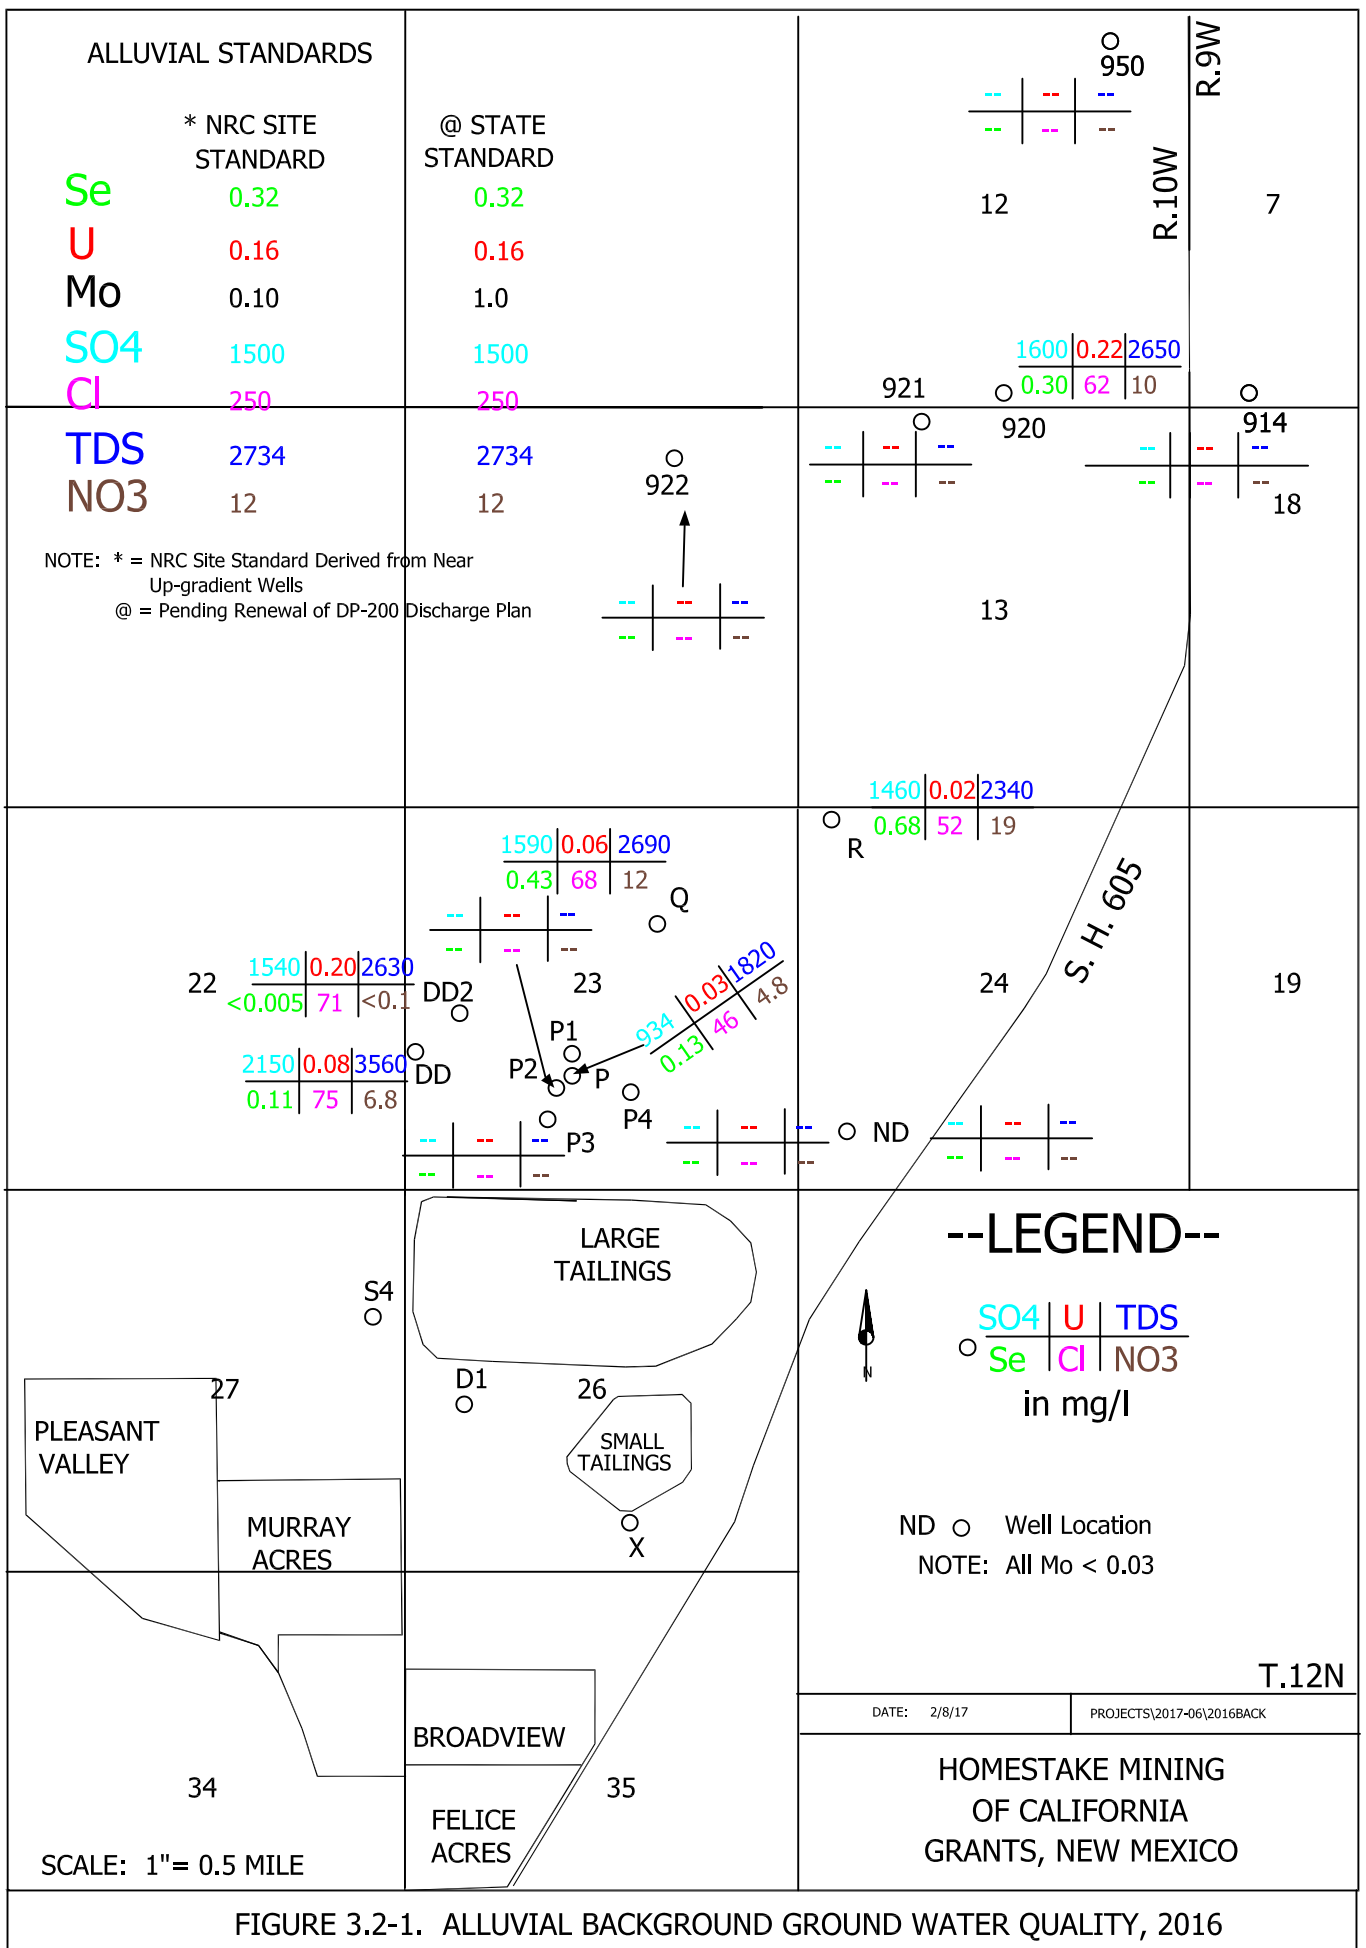 ALLUVIAL STANDARDS
* NRC SITE STANDARD
@ STATE STANDARD
Se 0.32 0.32
U 0.16 0.16
Mo 0.10 1.0
SO4 1500 1500
Cl 250 250
TDS 2734 2734
NO3 12 12
NOTE: * = NRC Site Standard Derived from Near
Up-gradient Wells
@ = Pending Renewal of DP-200 Discharge Plan
950
-- -- --
-- -- --
R.9W
R.10W
12
7
1600 0.22 2650
0.30 62 10
921
920
914
-- -- --
-- -- --
-- -- --
-- -- --
18
922
-- -- --
-- -- --
13
1460 0.02 2340
0.68 52 19
R
S. H. 605
1590 0.06 2690
0.43 68 12
Q
-- -- --
-- -- --
22
1540 0.20 2630
<0.005 71 <0.1
DD2
23
934 0.03 1820
0.13 46 4.8
24
19
2150 0.08 3560
0.11 75 6.8
DD
P1
P2
P
P4
P3
-- -- --
-- -- --
-- -- --
-- -- --
ND
-- -- --
-- -- --
LARGE
TAILINGS
S4
D1
26
27
SMALL
TAILINGS
X
PLEASANT
VALLEY
MURRAY
ACRES
BROADVIEW
FELICE
ACRES
34
35
SCALE: 1"= 0.5 MILE
--LEGEND--
SO4 U TDS
Se Cl NO3
in mg/l
N
ND Well Location
NOTE: All Mo < 0.03
T.12N
DATE: 2/8/17
PROJECTS\2017-06\2016BACK
HOMESTAKE MINING
OF CALIFORNIA
GRANTS, NEW MEXICO
FIGURE 3.2-1. ALLUVIAL BACKGROUND GROUND WATER QUALITY, 2016